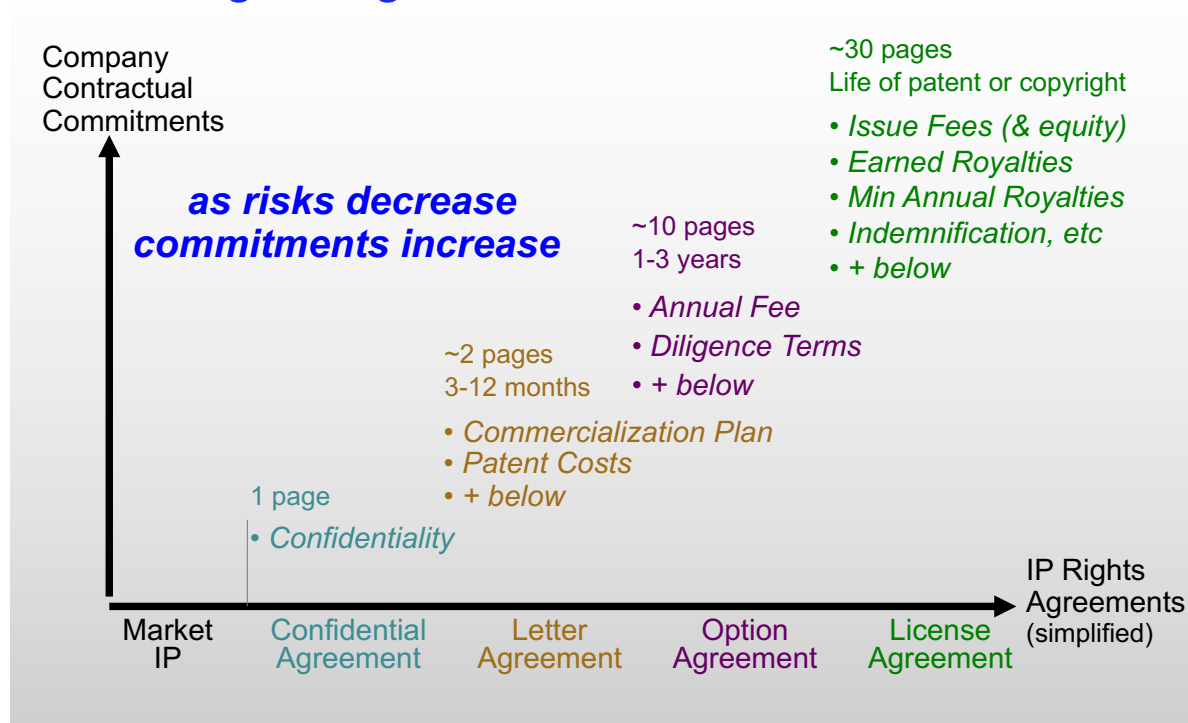 Company
Contractual
Commitments
as risks decrease
commitments increase
~30 pages
Life of patent or copyright
• Issue Fees (& equity)
• Earned Royalties
• Min Annual Royalties
• Indemnification, etc
• + below
~10 pages
1-3 years
• Annual Fee
• Diligence Terms
• + below
~2 pages
3-12 months
• Commercialization Plan
• Patent Costs
• + below
1 page
• Confidentiality
Market
IP
Confidential
Agreement
Letter
Agreement
Option
Agreement
License
Agreement
IP Rights
Agreements
(simplified)